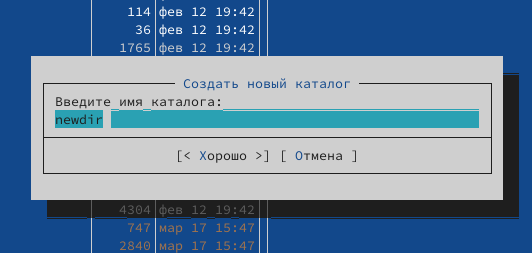 114 фев 12 19:42
36 фев 12 19:42
1765 фев 12 19:42
Создать новый каталог
Введите имя каталога:
newdir
[< Хорошо >] [ Отмена ]
4304 фев 12 19:42
747 мар 17 15:47
2840 мар 17 15:47